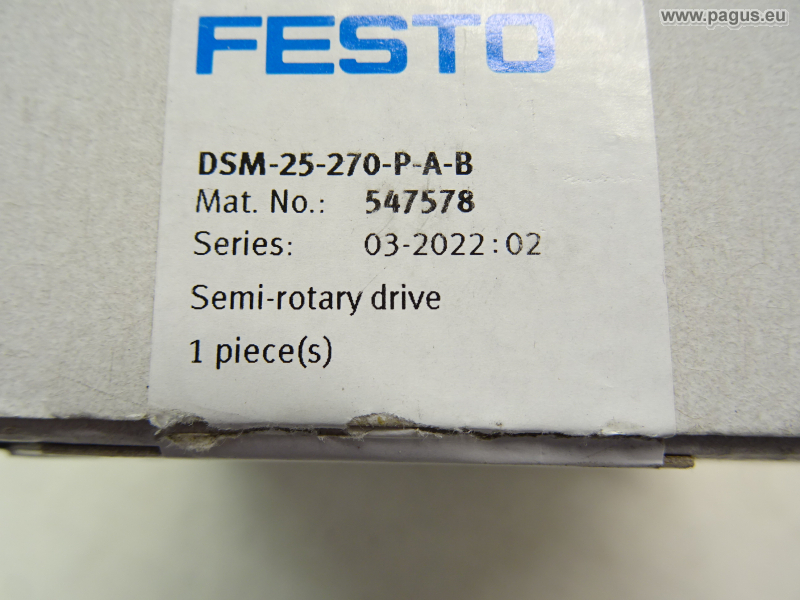 www.pagus.eu
FESTO
DSM-25-270-P-A-B
Mat. No.: 547578
Series: 03-2022:02
Semi-rotary drive
1 piece(s)